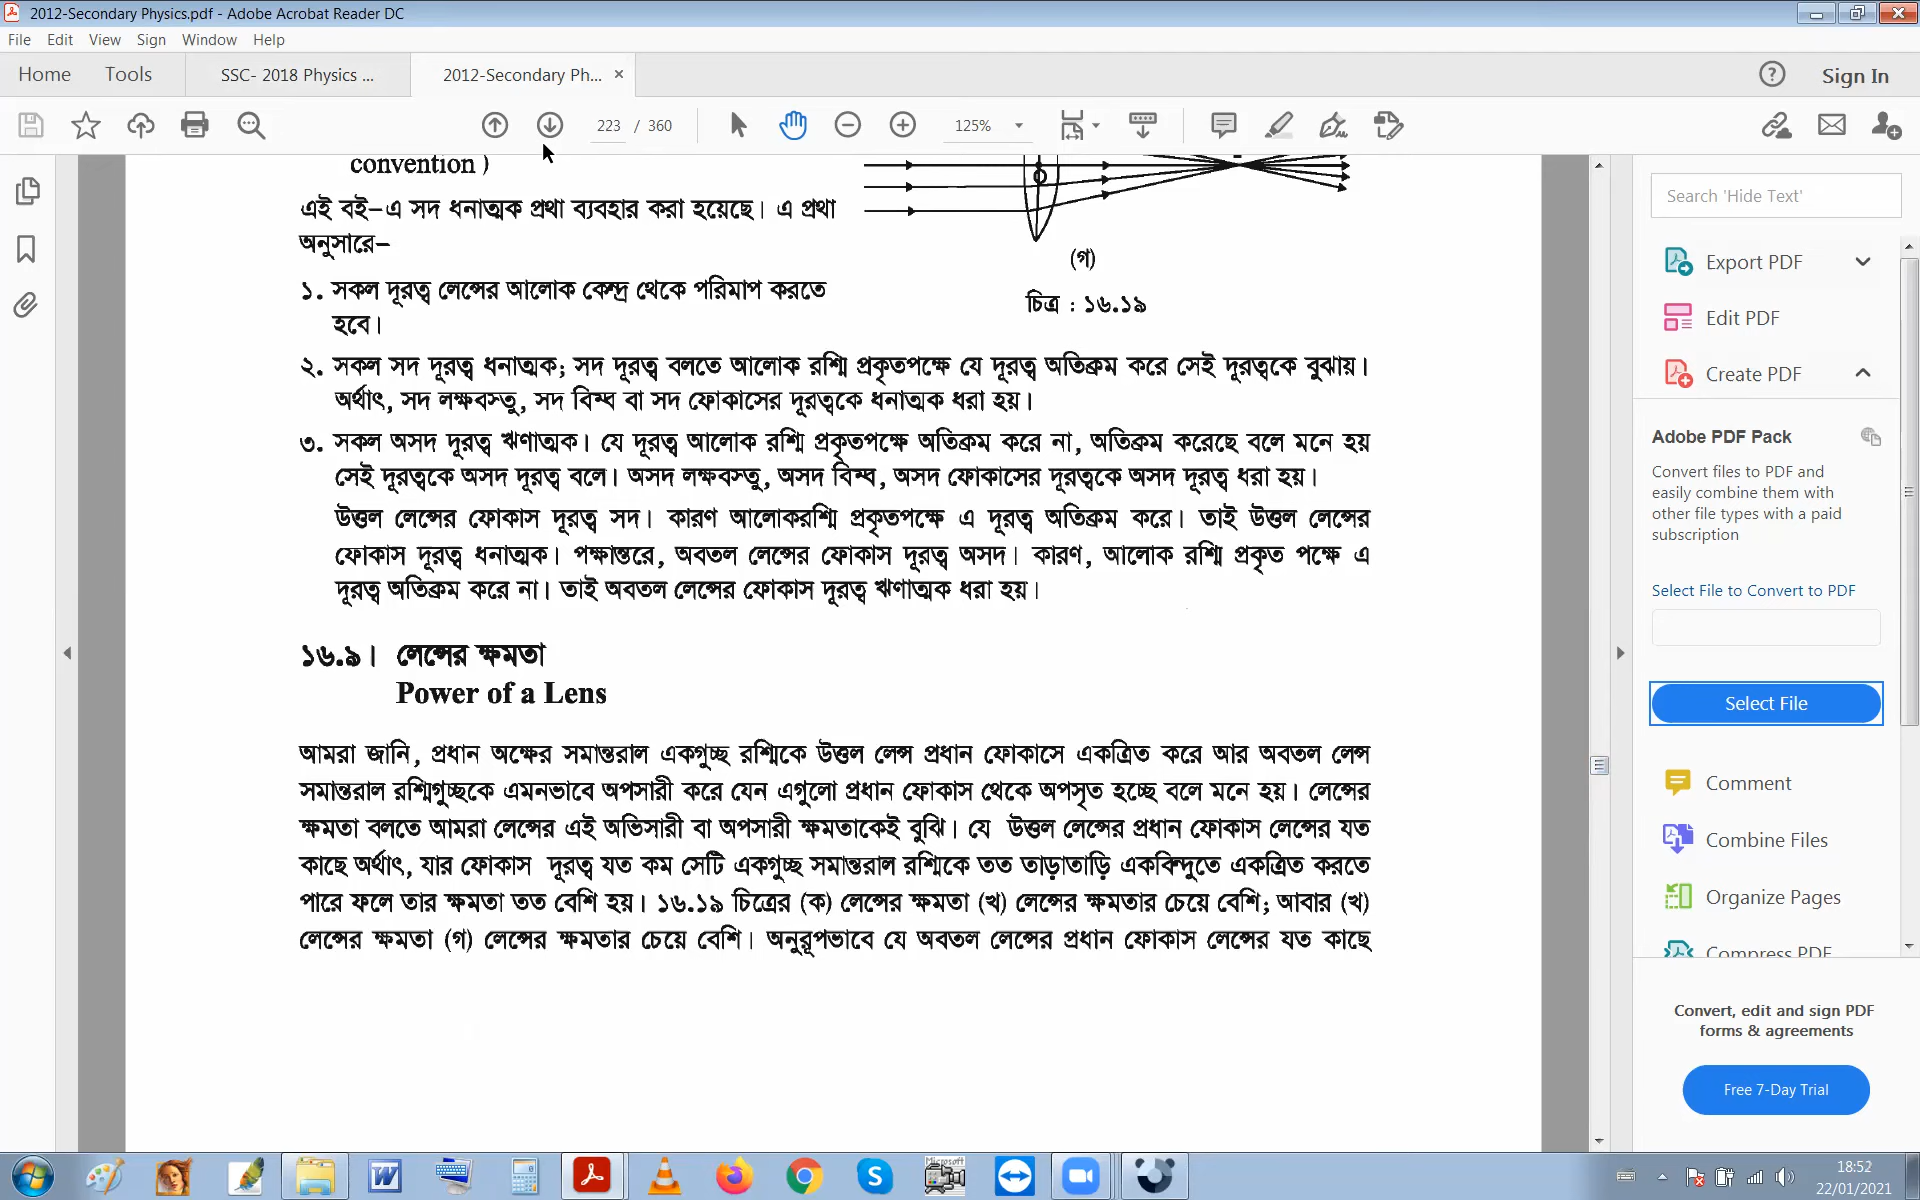 2012-Secondary Physics.pdf - Adobe Acrobat Reader DC
File Edit View Sign Window Help
Home Tools SSC- 2018 Physics ... 2012-Secondary Ph... Sign In
223 / 360 125%
convention )
এই বই–এ সদ ধনাত্মক প্রথা ব্যবহার করা হয়েছে। এ প্রথা
অনুসারে–
(গ)
চিত্র : ১৬.১৯
১. সকল দূরত্ব লেন্সের আলোক কেন্দ্র থেকে পরিমাপ করতে
হবে।
২. সকল সদ দূরত্ব ধনাত্মক; সদ দূরত্ব বলতে আলোক রশ্মি প্রকৃতপক্ষে যে দূরত্ব অতিক্রম করে সেই দূরত্বকে বুঝায়।
অর্থাৎ, সদ লক্ষবস্তু, সদ বিম্ব বা সদ ফোকাসের দূরত্বকে ধনাত্মক ধরা হয়।
৩. সকল অসদ দূরত্ব ঋণাত্মক। যে দূরত্ব আলোক রশ্মি প্রকৃতপক্ষে অতিক্রম করে না, অতিক্রম করেছে বলে মনে হয়
সেই দূরত্বকে অসদ দূরত্ব বলে। অসদ লক্ষবস্তু, অসদ বিম্ব, অসদ ফোকাসের দূরত্বকে অসদ দূরত্ব ধরা হয়।
উত্তল লেন্সের ফোকাস দূরত্ব সদ। কারণ আলোকরশ্মি প্রকৃতপক্ষে এ দূরত্ব অতিক্রম করে। তাই উত্তল লেন্সের
ফোকাস দূরত্ব ধনাত্মক। পক্ষান্তরে, অবতল লেন্সের ফোকাস দূরত্ব অসদ। কারণ, আলোক রশ্মি প্রকৃত পক্ষে এ
দূরত্ব অতিক্রম করে না। তাই অবতল লেন্সের ফোকাস দূরত্ব ঋণাত্মক ধরা হয়।
১৬.৯। লেন্সের ক্ষমতা
Power of a Lens
আমরা জানি, প্রধান অক্ষের সমান্তরাল একগুচ্ছ রশ্মিকে উত্তল লেন্স প্রধান ফোকাসে একত্রিত করে আর অবতল লেন্স
সমান্তরাল রশ্মিগুচ্ছকে এমনভাবে অপসারী করে যেন এগুলো প্রধান ফোকাস থেকে অপসৃত হচ্ছে বলে মনে হয়। লেন্সের
ক্ষমতা বলতে আমরা লেন্সের এই অভিসারী বা অপসারী ক্ষমতাকেই বুঝি। যে উত্তল লেন্সের প্রধান ফোকাস লেন্সের যত
কাছে অর্থাৎ, যার ফোকাস দূরত্ব যত কম সেটি একগুচ্ছ সমান্তরাল রশ্মিকে তত তাড়াতাড়ি একবিন্দুতে একত্রিত করতে
পারে ফলে তার ক্ষমতা তত বেশি হয়। ১৬.১৯ চিত্রের (ক) লেন্সের ক্ষমতা (খ) লেন্সের ক্ষমতার চেয়ে বেশি; আবার (খ)
লেন্সের ক্ষমতা (গ) লেন্সের ক্ষমতার চেয়ে বেশি। অনুরূপভাবে যে অবতল লেন্সের প্রধান ফোকাস লেন্সের যত কাছে
Search 'Hide Text'
Export PDF
Edit PDF
Create PDF
Adobe PDF Pack
Convert files to PDF and
easily combine them with
other file types with a paid
subscription
Select File to Convert to PDF
Select File
Comment
Combine Files
Organize Pages
Compress PDF
Convert, edit and sign PDF
forms & agreements
Free 7-Day Trial
Microsoft
18:52
22/01/2021